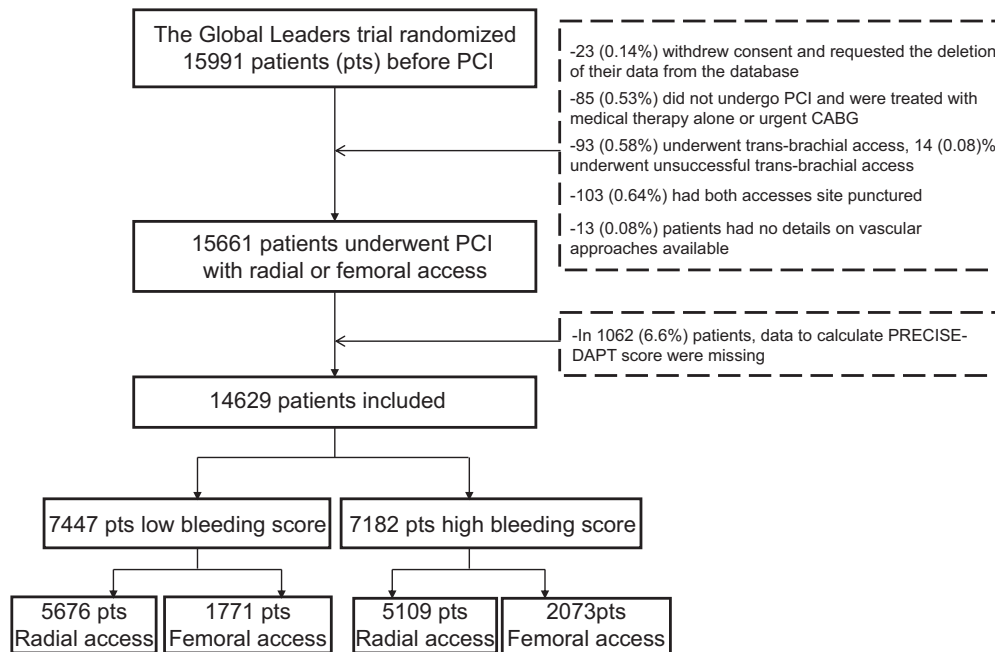 The Global Leaders trial randomized
15991 patients (pts) before PCI
-23 (0.14%) withdrew consent and requested the deletion
of their data from the database
-85 (0.53%) did not undergo PCI and were treated with
medical therapy alone or urgent CABG
-93 (0.58%) underwent trans-brachial access, 14 (0.08)%
underwent unsuccessful trans-brachial access
-103 (0.64%) had both accesses site punctured
-13 (0.08%) patients had no details on vascular
approaches available
15661 patients underwent PCI
with radial or femoral access
-In 1062 (6.6%) patients, data to calculate PRECISE-
DAPT score were missing
14629 patients included
7447 pts low bleeding score
7182 pts high bleeding score
5676 pts
Radial access
1771 pts
Femoral access
5109 pts
Radial access
2073pts
Femoral access